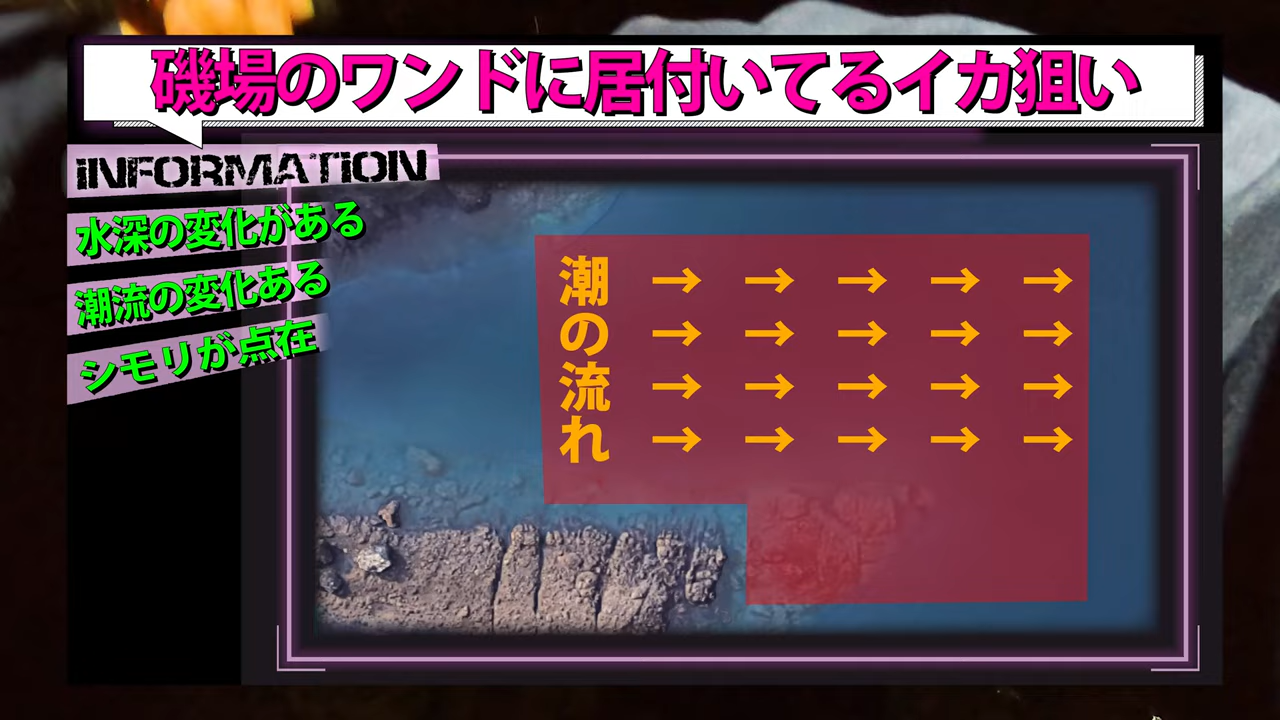 磯場のワンドに居付いてるイカ狙い
INFORMATION
水深の変化がある
潮流の変化ある
シモリが点在
潮の流れ
→ → → → →
→ → → → →
→ → → → →
→ → → → →